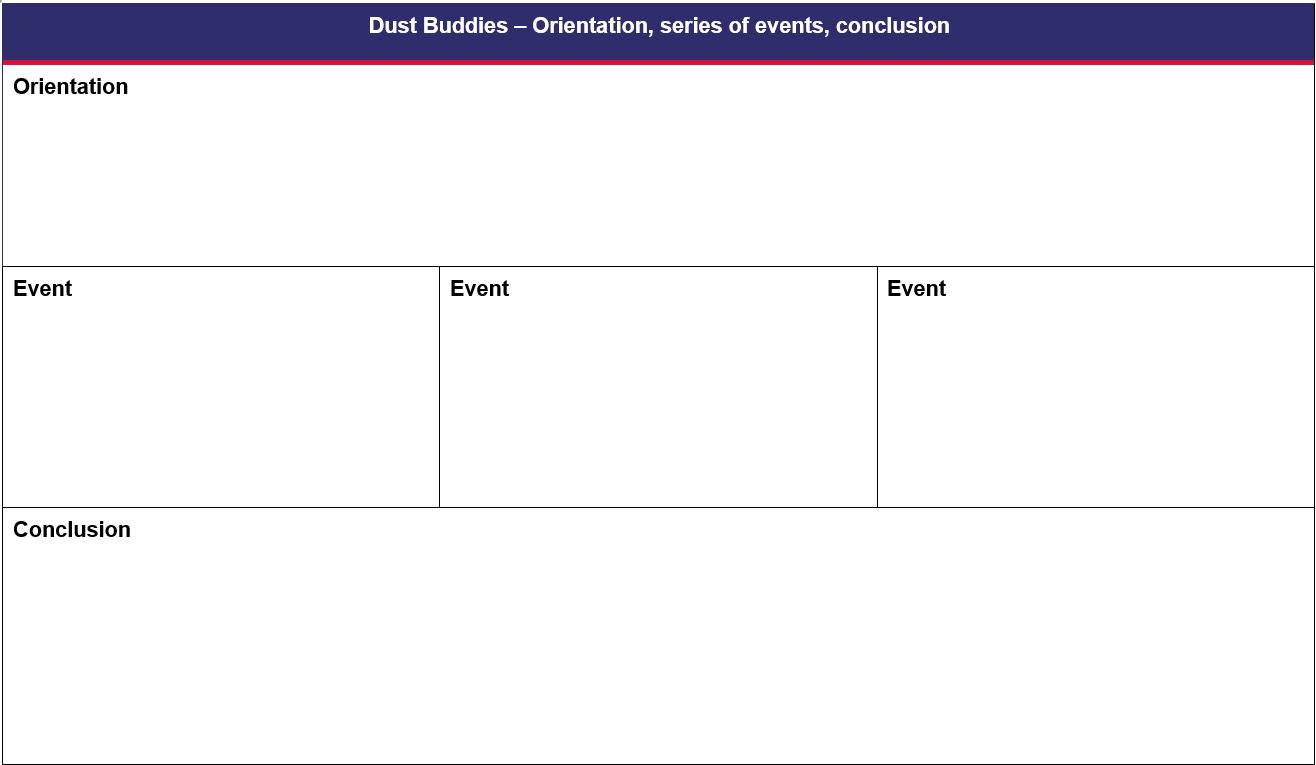 Dust Buddies – Orientation, series of events, conclusion
Orientation
Event
Event
Event
Conclusion